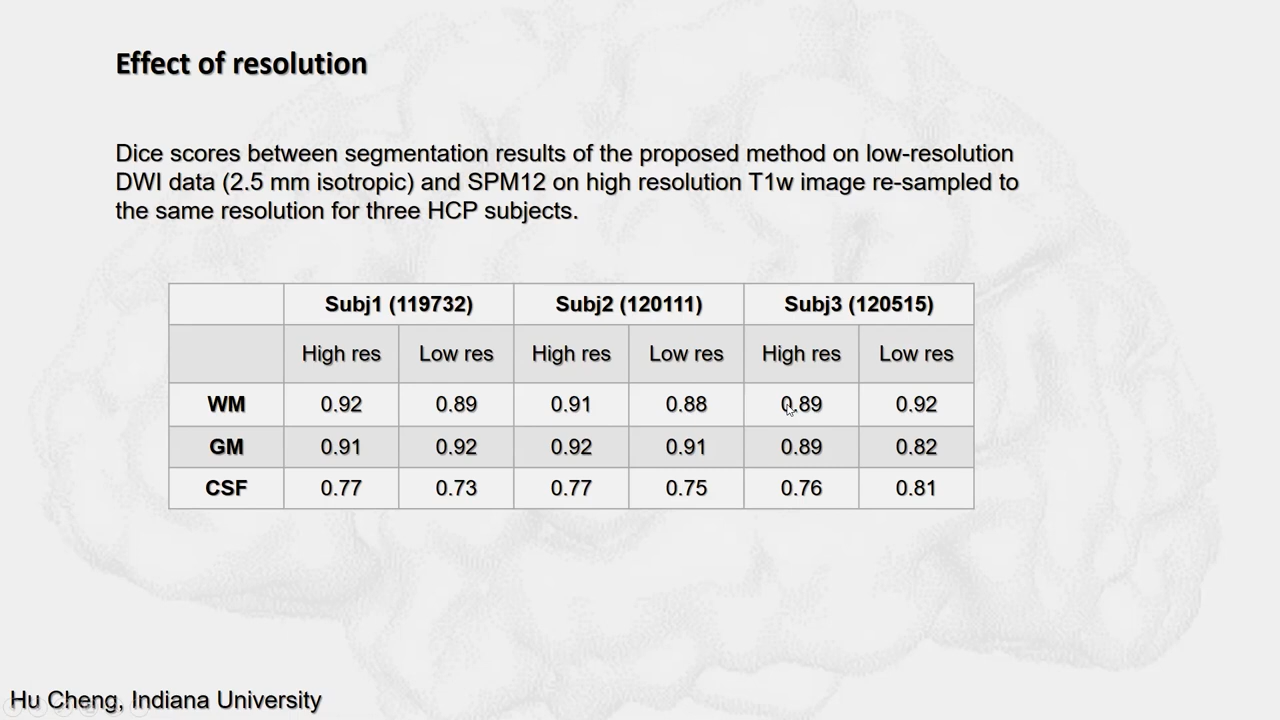 Effect of resolution
Dice scores between segmentation results of the proposed method on low-resolution
DWI data (2.5 mm isotropic) and SPM12 on high resolution T1w image re-sampled to
the same resolution for three HCP subjects.
Subj1 (119732) Subj2 (120111) Subj3 (120515)
High res Low res High res Low res High res Low res
WM 0.92 0.89 0.91 0.88 0.89 0.92
GM 0.91 0.92 0.92 0.91 0.89 0.82
CSF 0.77 0.73 0.77 0.75 0.76 0.81
Hu Cheng, Indiana University